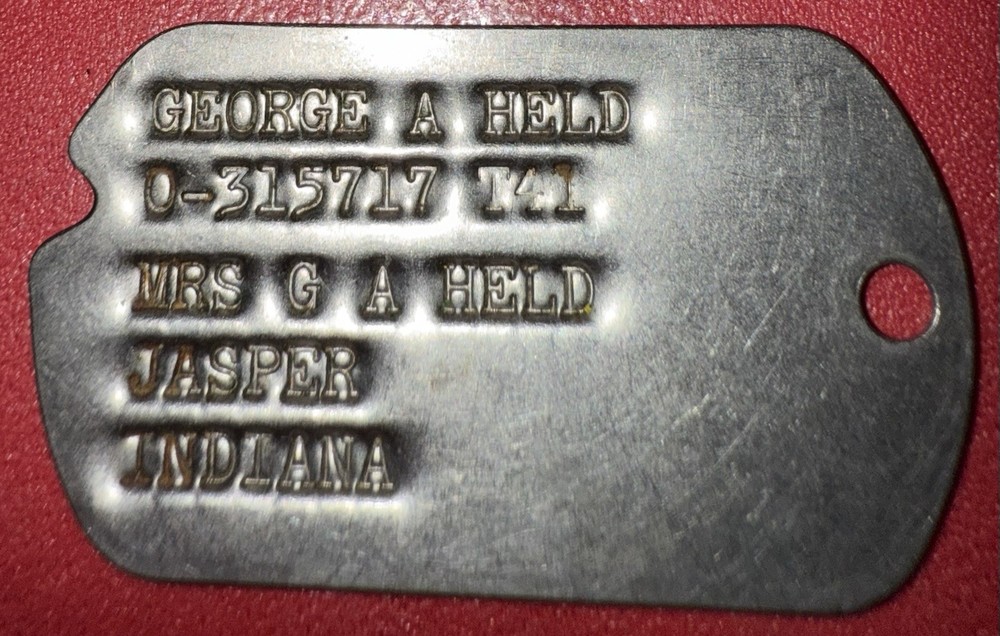 GEORGE A HELD
O-315717 T41
MRS G A HELD
JASPER
INDIANA